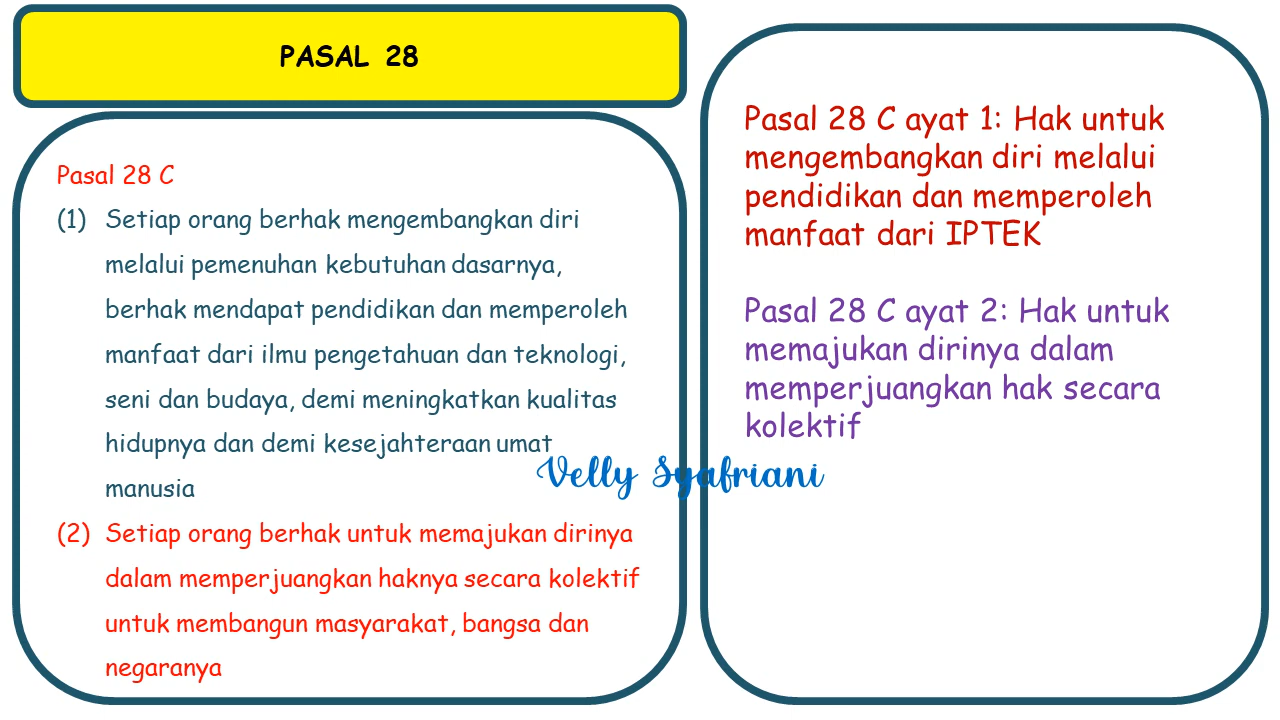 PASAL 28
Pasal 28 C
(1) Setiap orang berhak mengembangkan diri
melalui pemenuhan kebutuhan dasarnya,
berhak mendapat pendidikan dan memperoleh
manfaat dari ilmu pengetahuan dan teknologi,
seni dan budaya, demi meningkatkan kualitas
hidupnya dan demi kesejahteraan umat
manusia
(2) Setiap orang berhak untuk memajukan dirinya
dalam memperjuangkan haknya secara kolektif
untuk membangun masyarakat, bangsa dan
negaranya
Pasal 28 C ayat 1: Hak untuk
mengembangkan diri melalui
pendidikan dan memperoleh
manfaat dari IPTEK
Pasal 28 C ayat 2: Hak untuk
memajukan dirinya dalam
memperjuangkan hak secara
kolektif
Velly Syafriani